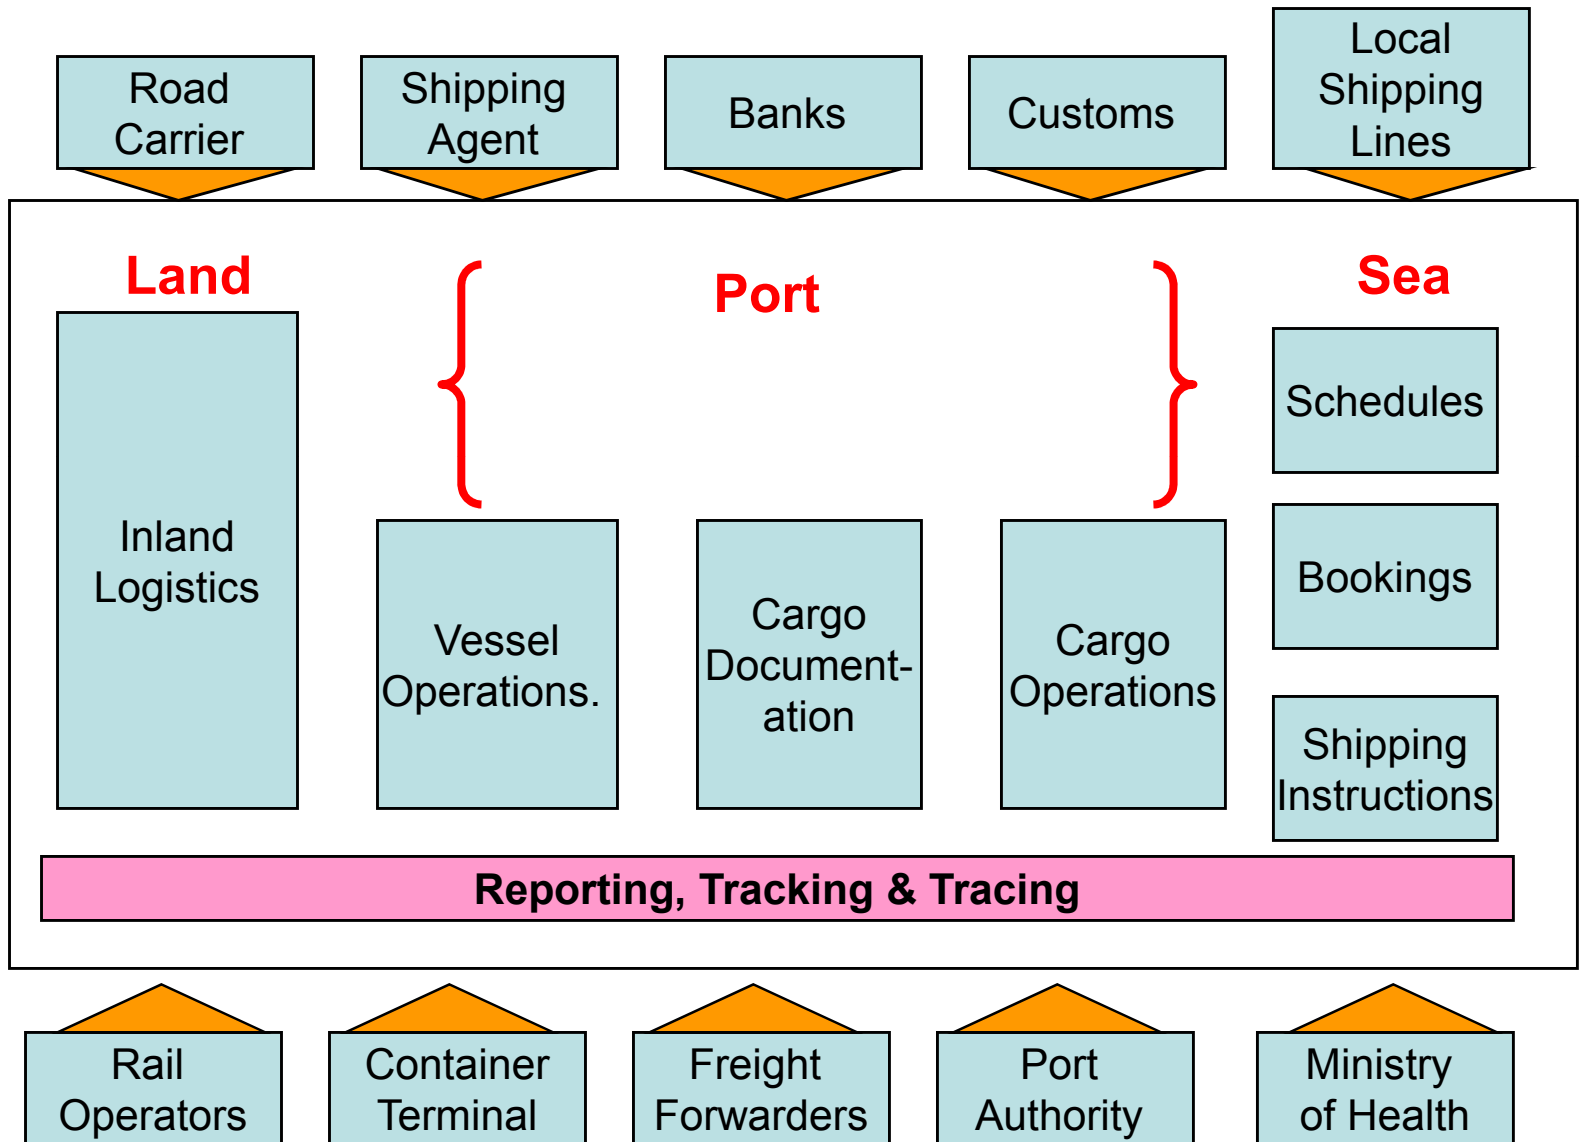 Road
Carrier
Shipping
Agent
Banks
Customs
Local
Shipping
Lines
Land
Port
Sea
Inland
Logistics
Vessel
Operations.
Cargo
Document-
ation
Cargo
Operations
Schedules
Bookings
Shipping
Instructions
Reporting, Tracking & Tracing
Rail
Operators
Container
Terminal
Freight
Forwarders
Port
Authority
Ministry
of Health